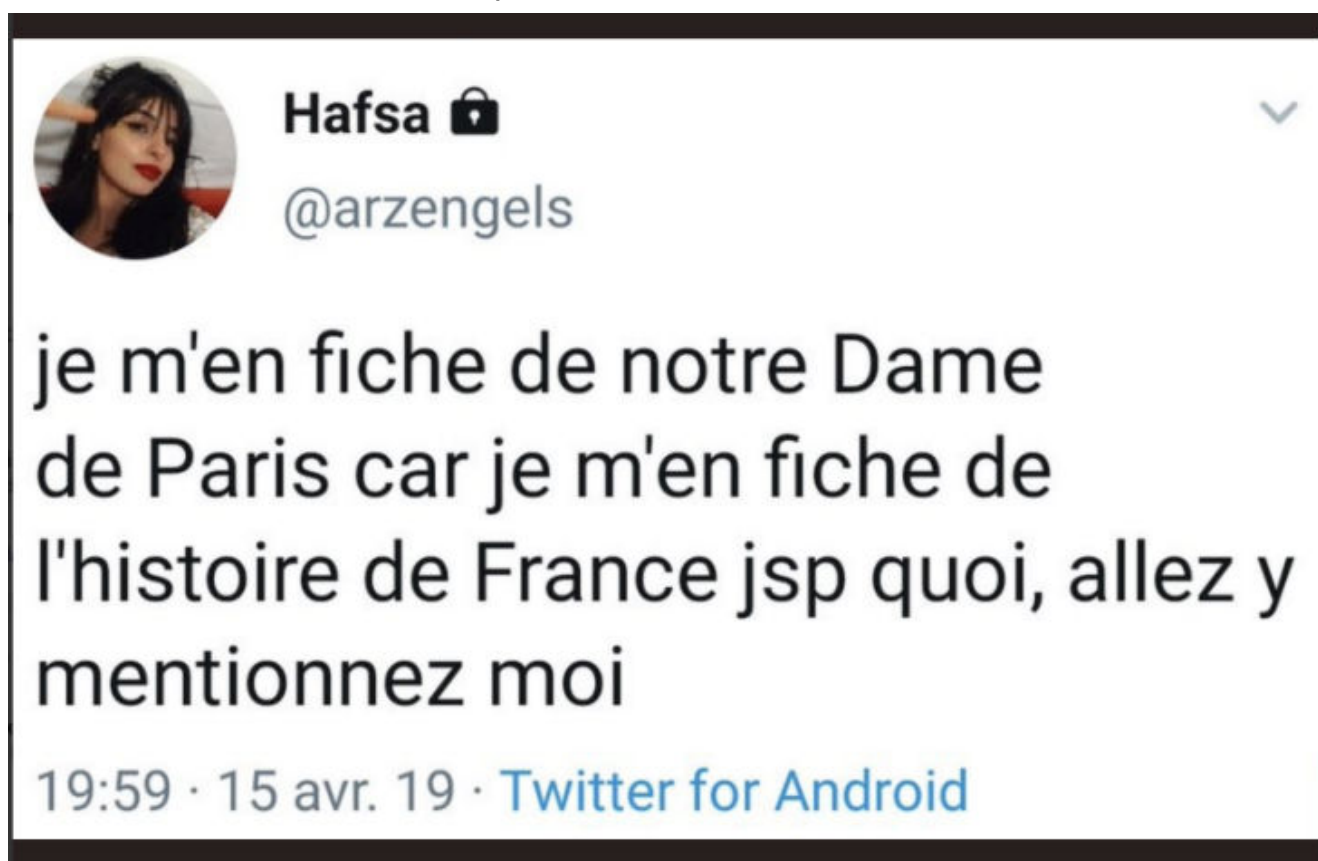 Hafsa
@arzengels
je m'en fiche de notre Dame
de Paris car je m'en fiche de
l'histoire de France jsp quoi, allez y
mentionnez moi
19:59 · 15 avr. 19 · Twitter for Android